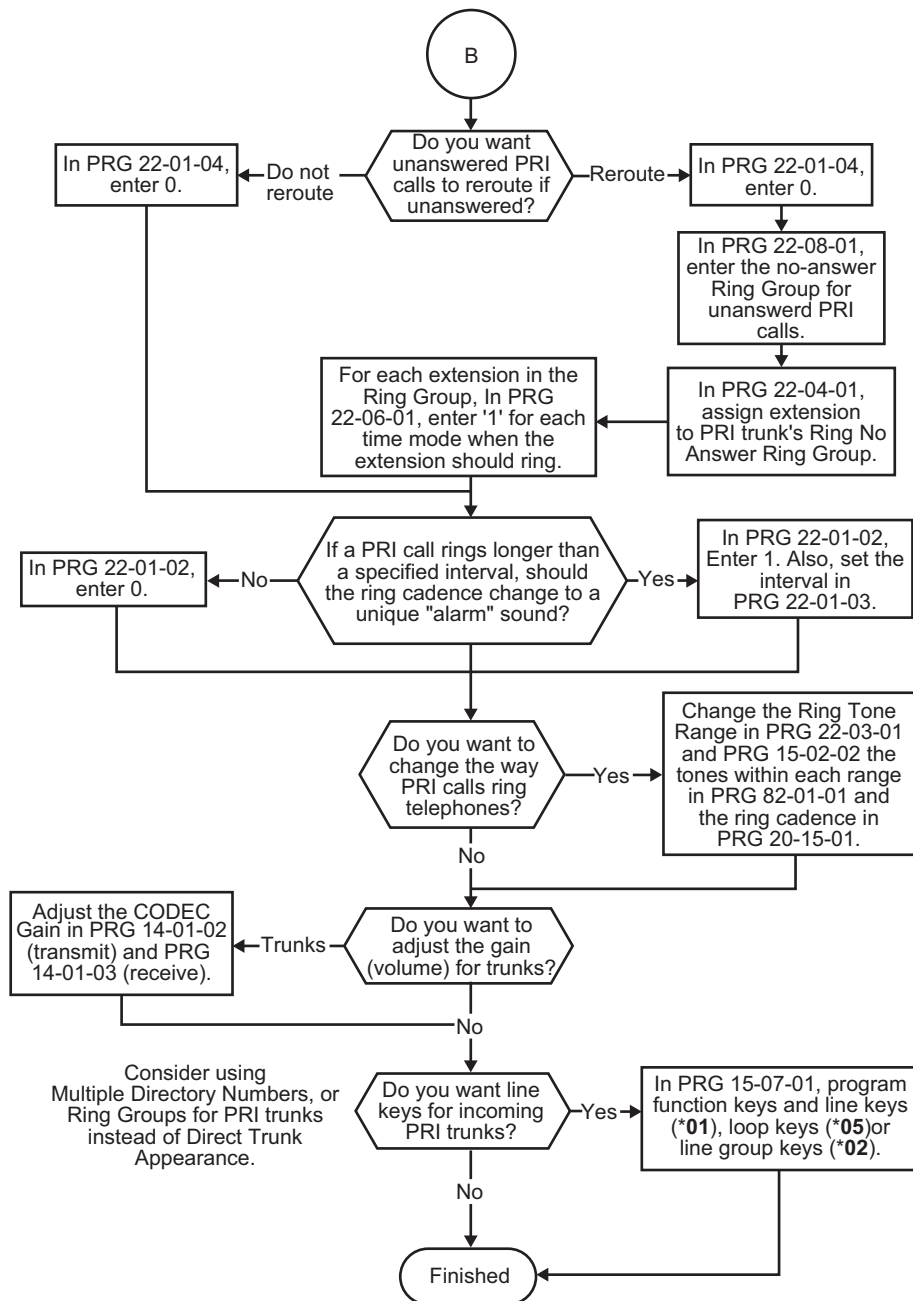 B
Do you want
unanswered PRI
calls to reroute if
unanswered?
Do not
reroute
In PRG 22-01-04,
enter 0.
Reroute
In PRG 22-01-04,
enter 0.
In PRG 22-08-01,
enter the no-answer
Ring Group for
unanswerd PRI
calls.
In PRG 22-04-01,
assign extension
to PRI trunk's Ring No
Answer Ring Group.
For each extension in the
Ring Group, In PRG
22-06-01, enter '1' for each
time mode when the
extension should ring.
If a PRI call rings longer than
a specified interval, should
the ring cadence change to a
unique "alarm" sound?
No
In PRG 22-01-02,
enter 0.
Yes
In PRG 22-01-02,
Enter 1. Also, set the
interval in
PRG 22-01-03.
Do you want to
change the way
PRI calls ring
telephones?
Yes
Change the Ring Tone
Range in PRG 22-03-01
and PRG 15-02-02 the
tones within each range
in PRG 82-01-01 and
the ring cadence in
PRG 20-15-01.
No
Do you want to
adjust the gain
(volume) for trunks?
Trunks
Adjust the CODEC
Gain in PRG 14-01-02
(transmit) and PRG
14-01-03 (receive).
No
Consider using
Multiple Directory Numbers, or
Ring Groups for PRI trunks
instead of Direct Trunk
Appearance.
Do you want line
keys for incoming
PRI trunks?
Yes
In PRG 15-07-01, program
function keys and line keys
(*01), loop keys (*05)or
line group keys (*02).
No
Finished